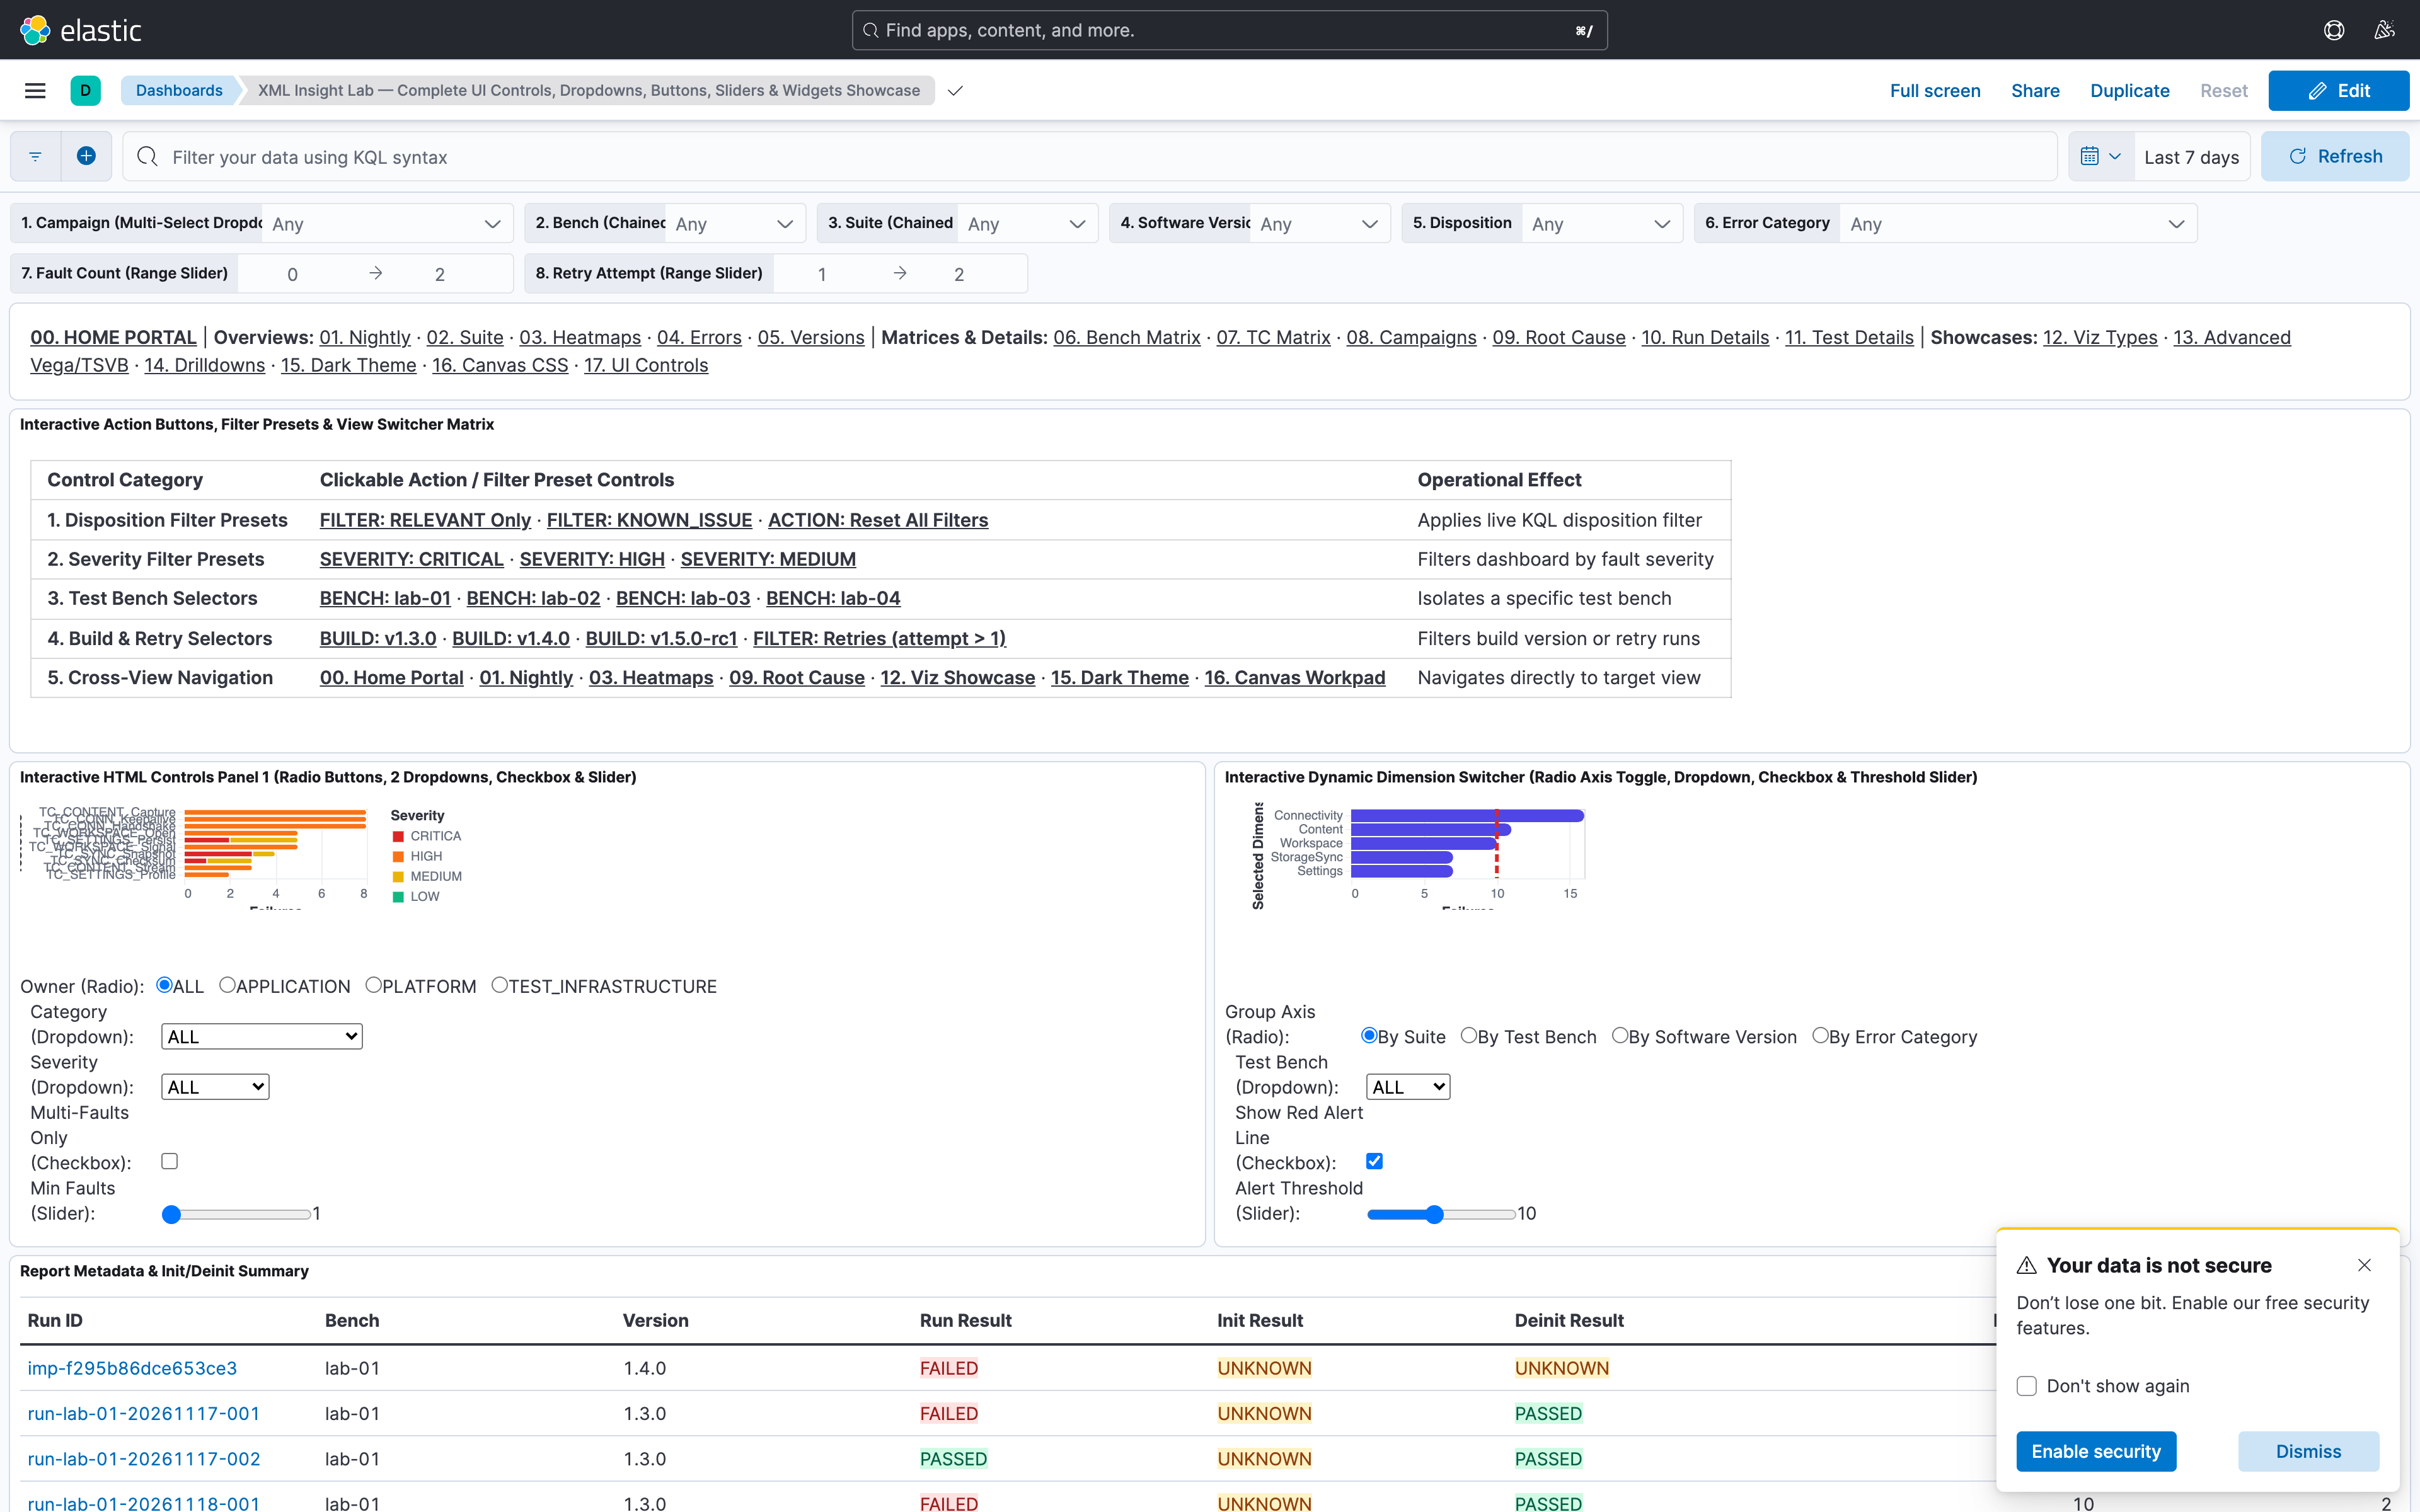 elastic
Find apps, content, and more.
⌘/
D
Dashboards
XML Insight Lab — Complete UI Controls, Dropdowns, Buttons, Sliders & Widgets Showcase
Full screen
Share
Duplicate
Reset
Edit
Filter your data using KQL syntax
Last 7 days
Refresh
1. Campaign (Multi-Select Dropdo Any
2. Bench (Chained Any
3. Suite (Chained Any
4. Software Versio Any
5. Disposition Any
6. Error Category Any
7. Fault Count (Range Slider) 0 → 2
8. Retry Attempt (Range Slider) 1 → 2
00. HOME PORTAL | Overviews: 01. Nightly · 02. Suite · 03. Heatmaps · 04. Errors · 05. Versions | Matrices & Details: 06. Bench Matrix · 07. TC Matrix · 08. Campaigns · 09. Root Cause · 10. Run Details · 11. Test Details | Showcases: 12. Viz Types · 13. Advanced
Vega/TSVB · 14. Drilldowns · 15. Dark Theme · 16. Canvas CSS · 17. UI Controls
Interactive Action Buttons, Filter Presets & View Switcher Matrix
Control Category Clickable Action / Filter Preset Controls Operational Effect
1. Disposition Filter Presets FILTER: RELEVANT Only · FILTER: KNOWN_ISSUE · ACTION: Reset All Filters Applies live KQL disposition filter
2. Severity Filter Presets SEVERITY: CRITICAL · SEVERITY: HIGH · SEVERITY: MEDIUM Filters dashboard by fault severity
3. Test Bench Selectors BENCH: lab-01 · BENCH: lab-02 · BENCH: lab-03 · BENCH: lab-04 Isolates a specific test bench
4. Build & Retry Selectors BUILD: v1.3.0 · BUILD: v1.4.0 · BUILD: v1.5.0-rc1 · FILTER: Retries (attempt > 1) Filters build version or retry runs
5. Cross-View Navigation 00. Home Portal · 01. Nightly · 03. Heatmaps · 09. Root Cause · 12. Viz Showcase · 15. Dark Theme · 16. Canvas Workpad Navigates directly to target view
Interactive HTML Controls Panel 1 (Radio Buttons, 2 Dropdowns, Checkbox & Slider)
TC_CONTENT_Capture
TC_CONN_Keepalive
TC_CONN_Handshake
TC_WORKSPACE_Open
TC_SETTINGS_Persist
TC_WORKSPACE_Signal
TC_SYNC_Snapshot
TC_SYNC_Checksum
TC_CONTENT_Stream
TC_SETTINGS_Profile
0 2 4 6 8
Failures
Severity
CRITICA
HIGH
MEDIUM
LOW
Owner (Radio): ALL APPLICATION PLATFORM TEST_INFRASTRUCTURE
Category
(Dropdown): ALL
Severity
(Dropdown): ALL
Multi-Faults
Only
(Checkbox):
Min Faults
(Slider): 1
Interactive Dynamic Dimension Switcher (Radio Axis Toggle, Dropdown, Checkbox & Threshold Slider)
Selected Dimens
Connectivity
Content
Workspace
StorageSync
Settings
0 5 10 15
Failures
Group Axis
(Radio): By Suite By Test Bench By Software Version By Error Category
Test Bench
(Dropdown): ALL
Show Red Alert
Line
(Checkbox):
Alert Threshold
(Slider): 10
Report Metadata & Init/Deinit Summary
Run ID Bench Version Run Result Init Result Deinit Result
imp-f295b86dce653ce3 lab-01 1.4.0 FAILED UNKNOWN UNKNOWN
run-lab-01-20261117-001 lab-01 1.3.0 FAILED UNKNOWN PASSED
run-lab-01-20261117-002 lab-01 1.3.0 PASSED UNKNOWN PASSED
run-lab-01-20261118-001 lab-01 1.3.0 FAILED UNKNOWN PASSED 10 2
Your data is not secure
Don't lose one bit. Enable our free security
features.
Don't show again
Enable security
Dismiss